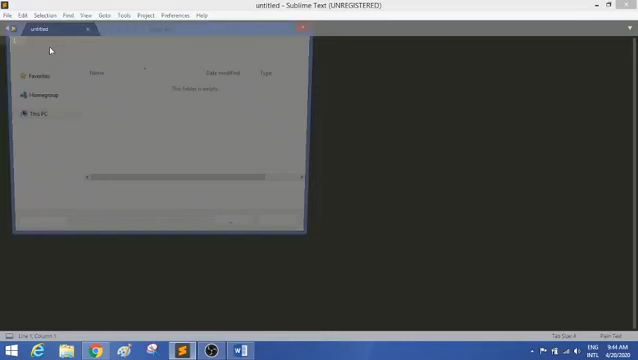 untitled - Sublime Text (UNREGISTERED)
File Edit Selection Find View Goto Tools Project Preferences Help
untitled
1
Favorites
Name Date modified Type
This folder is empty.
Homegroup
This PC
Line 1, Column 1 Tab Size: 4 Plain Text
ENG 9:44 AM
INTL 4/28/2020